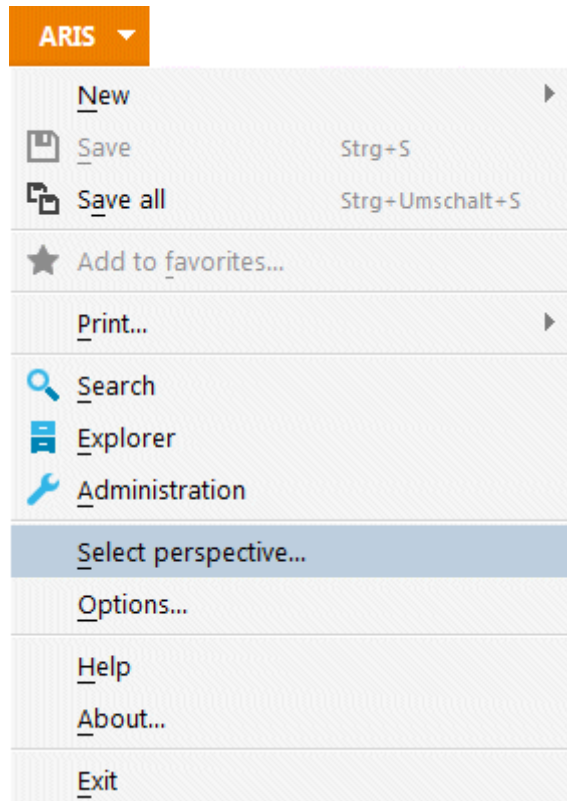 ARIS
New
Save Strg+S
Save all Strg+Umschalt+S
Add to favorites...
Print...
Search
Explorer
Administration
Select perspective...
Options...
Help
About...
Exit